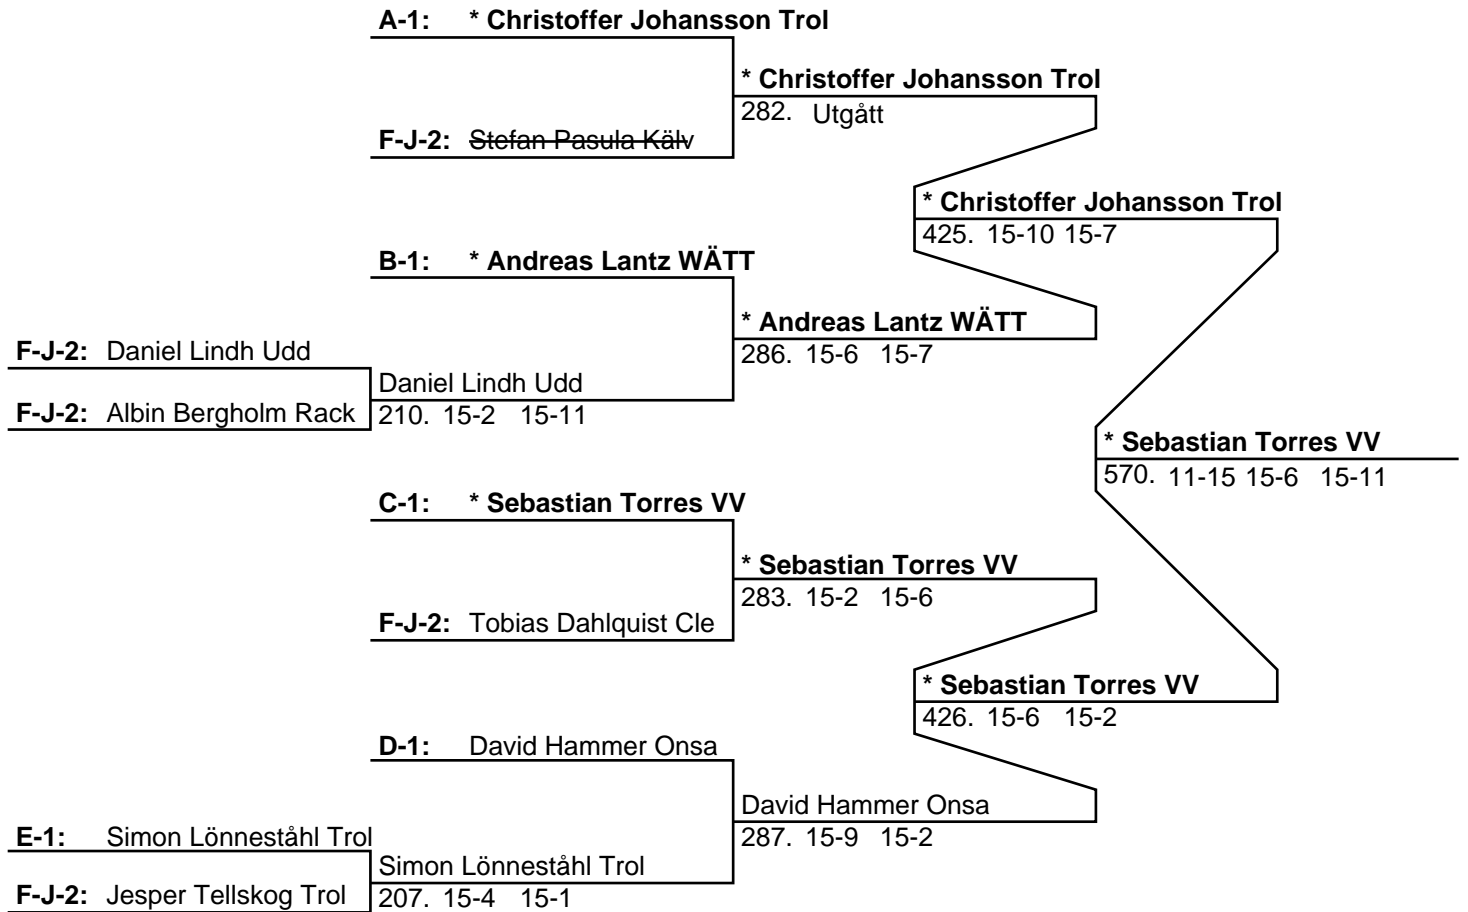 A-1: * Christoffer Johansson Trol
* Christoffer Johansson Trol
282. Utgått
F-J-2: Stefan Pasula Kälv
* Christoffer Johansson Trol
425. 15-10 15-7
B-1: * Andreas Lantz WÄTT
* Andreas Lantz WÄTT
286. 15-6 15-7
F-J-2: Daniel Lindh Udd
Daniel Lindh Udd
210. 15-2 15-11
F-J-2: Albin Bergholm Rack
* Sebastian Torres VV
570. 11-15 15-6 15-11
C-1: * Sebastian Torres VV
* Sebastian Torres VV
283. 15-2 15-6
F-J-2: Tobias Dahlquist Cle
* Sebastian Torres VV
426. 15-6 15-2
D-1: David Hammer Onsa
David Hammer Onsa
287. 15-9 15-2
E-1: Simon Lönneståhl Trol
Simon Lönneståhl Trol
207. 15-4 15-1
F-J-2: Jesper Tellskog Trol